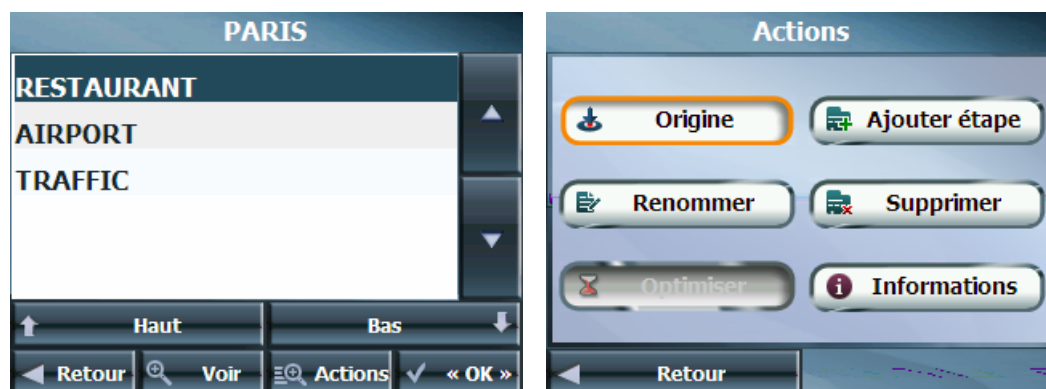 PARIS
RESTAURANT
AIRPORT
TRAFFIC
Haut Bas
Retour Voir Actions « OK »
Actions
Origine Ajouter étape
Renommer Supprimer
Optimiser Informations
Retour